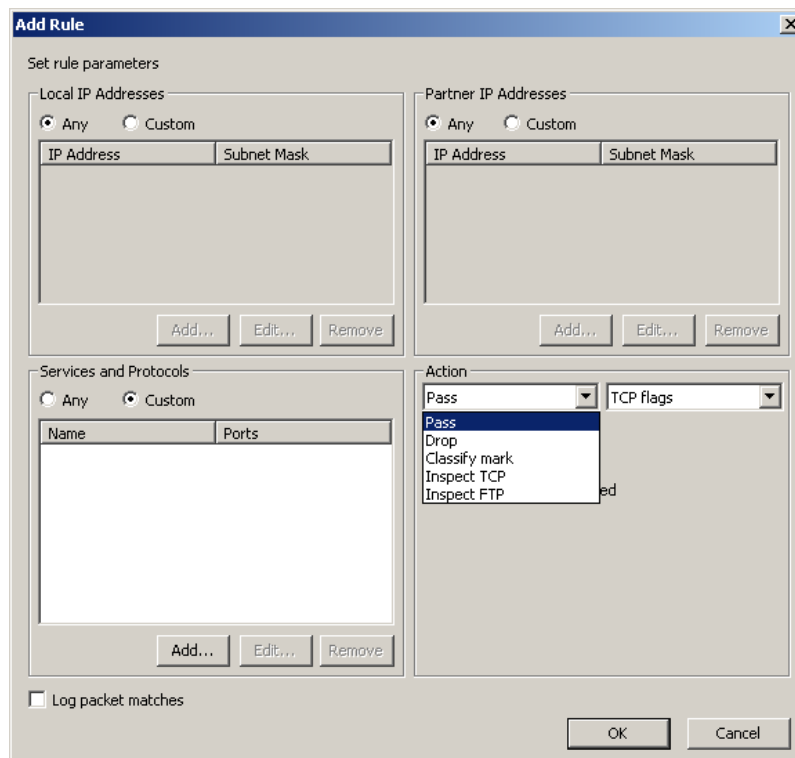 Add Rule
Set rule parameters
Local IP Addresses
Any Custom
IP Address Subnet Mask
Add... Edit... Remove
Partner IP Addresses
Any Custom
IP Address Subnet Mask
Add... Edit... Remove
Services and Protocols
Any Custom
Name Ports
Add... Edit... Remove
Action
Pass TCP flags
Pass
Drop
Classify mark
Inspect TCP
Inspect FTP
ed
Log packet matches
OK Cancel